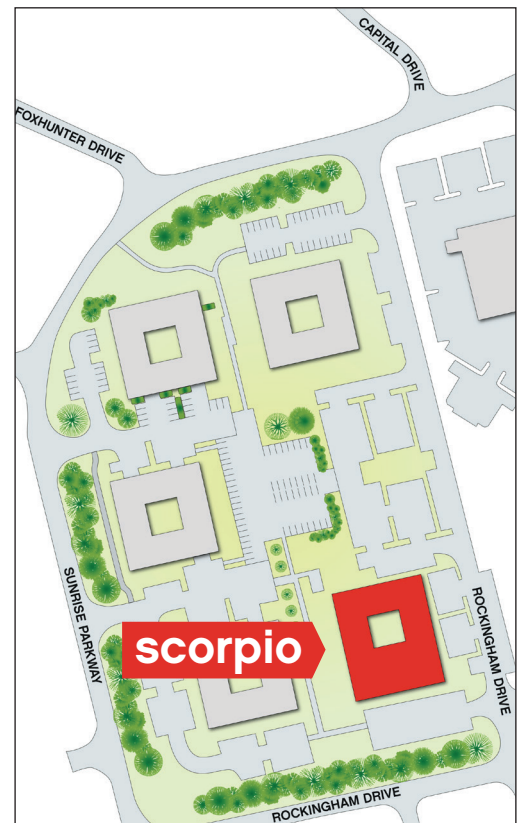 CAPITAL DRIVE
FOXHUNTER DRIVE
SUNRISE PARKWAY
ROCKINGHAM DRIVE
scorpio
ROCKINGHAM DRIVE